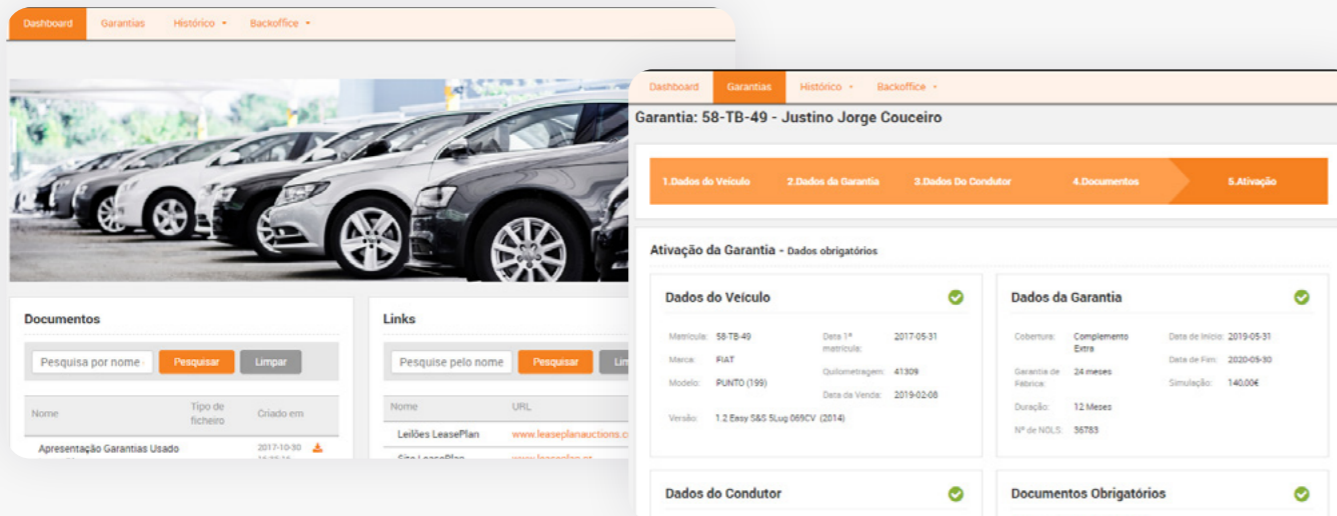 Dashboard Garantias Histórico Backoffice
Documentos
Pesquisa por nome Pesquisar Limpar
Nome Tipo de ficheiro Criado em
Apresentação Garantias Usado 2017-10-30
Links
Pesquise pelo nome Pesquisar Lim
Nome URL
Leilões LeasePlan www.leaseplanauctions.c
Site LeasePlan www.leaseplan.pt
Dashboard Garantias Histórico Backoffice
Garantia: 58-TB-49 - Justino Jorge Couceiro
1.Dados do Veículo 2.Dados da Garantia 3.Dados Do Condutor 4.Documentos 5.Ativação
Ativação da Garantia - Dados obrigatórios
Dados do Veículo
Matrícula: 58-TB-49 Data 1ª matrícula: 2017-05-31
Marca: FIAT Quilometragem: 41309
Modelo: PUNTO (199) Data da Venda: 2019-02-08
Versão: 1.2 Easy S&S 5Lug 069CV (2014)
Dados da Garantia
Cobertura: Complemento Extra Data de Início: 2019-05-31
Data de Fim: 2020-05-30
Garantia de Fábrica: 24 meses Simulação: 140.00€
Duração: 12 Meses
Nº de NOLS: 36783
Dados do Condutor
Documentos Obrigatórios